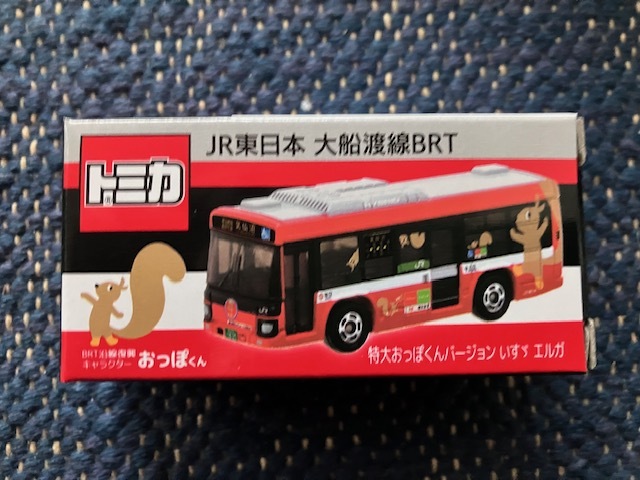 JR東日本 大船渡線BRT
トミカ
JR
BRT沿線復興
キャラクター おっぽくん
特大おっぽくんバージョン いすゞ エルガ